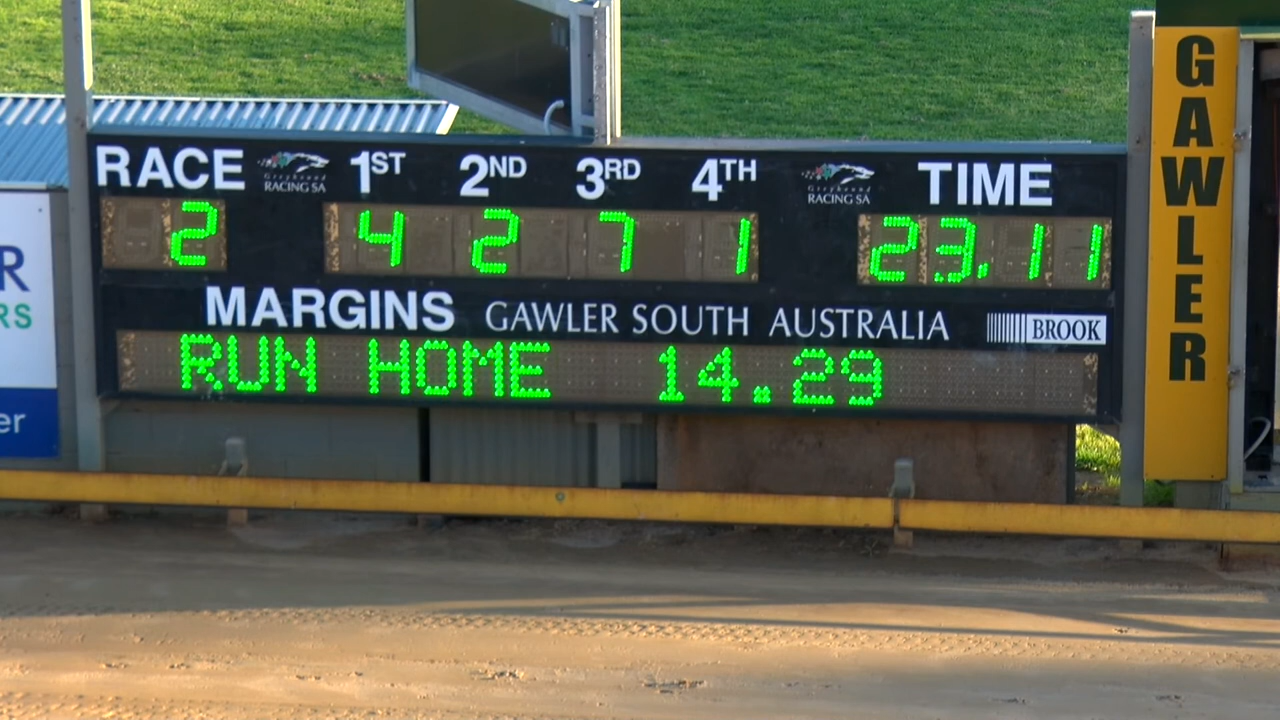 RACE Greyhound RACING SA 1ST 2ND 3RD 4TH Greyhound RACING SA TIME
2 4 2 7 1 23.11
MARGINS GAWLER SOUTH AUSTRALIA BROOK
RUN HOME 14.29
GAWLER
R
RS
er